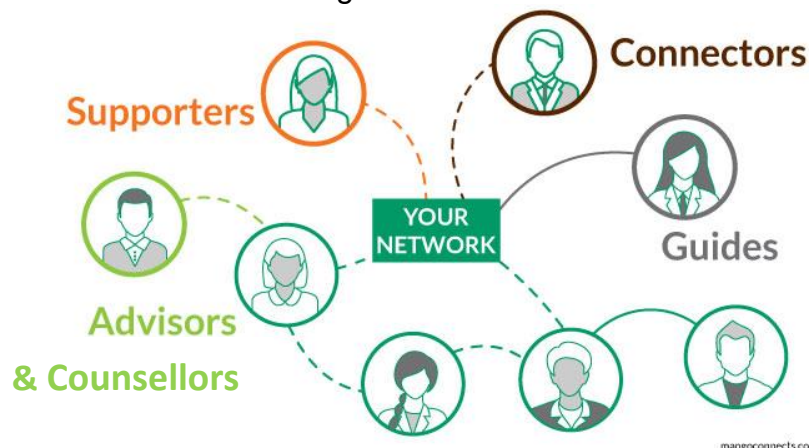 Connectors
Supporters
YOUR
NETWORK
Guides
Advisors
& Counsellors